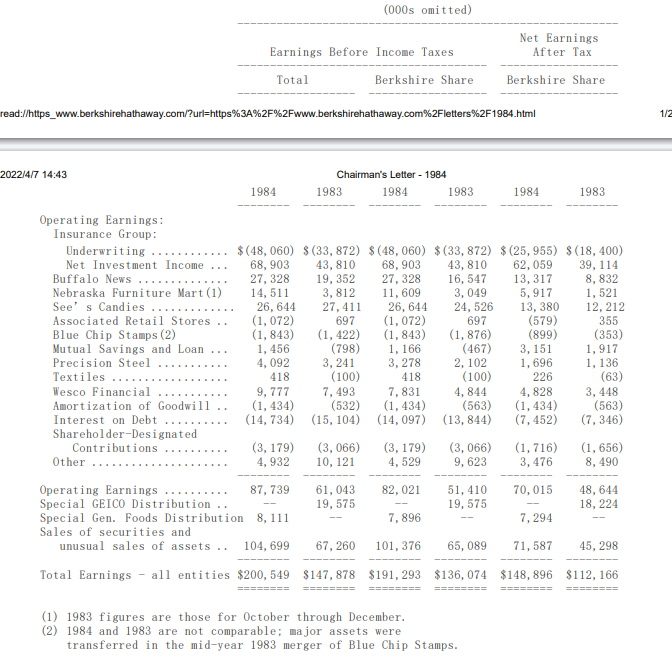 (000s omitted)
Net Earnings
Earnings Before Income Taxes After Tax
Total Berkshire Share Berkshire Share
read://https_www.berkshirehathaway.com/?url=https%3A%2F%2Fwww.berkshirehathaway.com%2Fletters%2F1984.html 1/2
2022/4/7 14:43 Chairman's Letter - 1984
1984 1983 1984 1983 1984 1983
Operating Earnings:
Insurance Group:
Underwriting ............ $(48,060) $(33,872) $(48,060) $(33,872) $(25,955) $(18,400)
Net Investment Income ... 68,903 43,810 68,903 43,810 62,059 39,114
Buffalo News .............. 27,328 19,352 27,328 16,547 13,317 8,832
Nebraska Furniture Mart(1) 14,511 3,812 11,609 3,049 5,917 1,521
See's Candies ............. 26,644 27,411 26,644 24,526 13,380 12,212
Associated Retail Stores .. (1,072) 697 (1,072) 697 (579) 355
Blue Chip Stamps(2) (1,843) (1,422) (1,843) (1,876) (899) (353)
Mutual Savings and Loan ... 1,456 (798) 1,166 (467) 3,151 1,917
Precision Steel ........... 4,092 3,241 3,278 2,102 1,696 1,136
Textiles .................. 418 (100) 418 (100) 226 (63)
Wesco Financial ........... 9,777 7,493 7,831 4,844 4,828 3,448
Amortization of Goodwill .. (1,434) (532) (1,434) (563) (1,434) (563)
Interest on Debt .......... (14,734) (15,104) (14,097) (13,844) (7,452) (7,346)
Shareholder-Designated
Contributions .......... (3,179) (3,066) (3,179) (3,066) (1,716) (1,656)
Other ..................... 4,932 10,121 4,529 9,623 3,476 8,490
Operating Earnings .......... 87,739 61,043 82,021 51,410 70,015 48,644
Special GEICO Distribution .. -- 19,575 -- 19,575 -- 18,224
Special Gen. Foods Distribution 8,111 -- 7,896 -- 7,294 --
Sales of securities and
unusual sales of assets .. 104,699 67,260 101,376 65,089 71,587 45,298
Total Earnings - all entities $200,549 $147,878 $191,293 $136,074 $148,896 $112,166
(1) 1983 figures are those for October through December.
(2) 1984 and 1983 are not comparable; major assets were
transferred in the mid-year 1983 merger of Blue Chip Stamps.